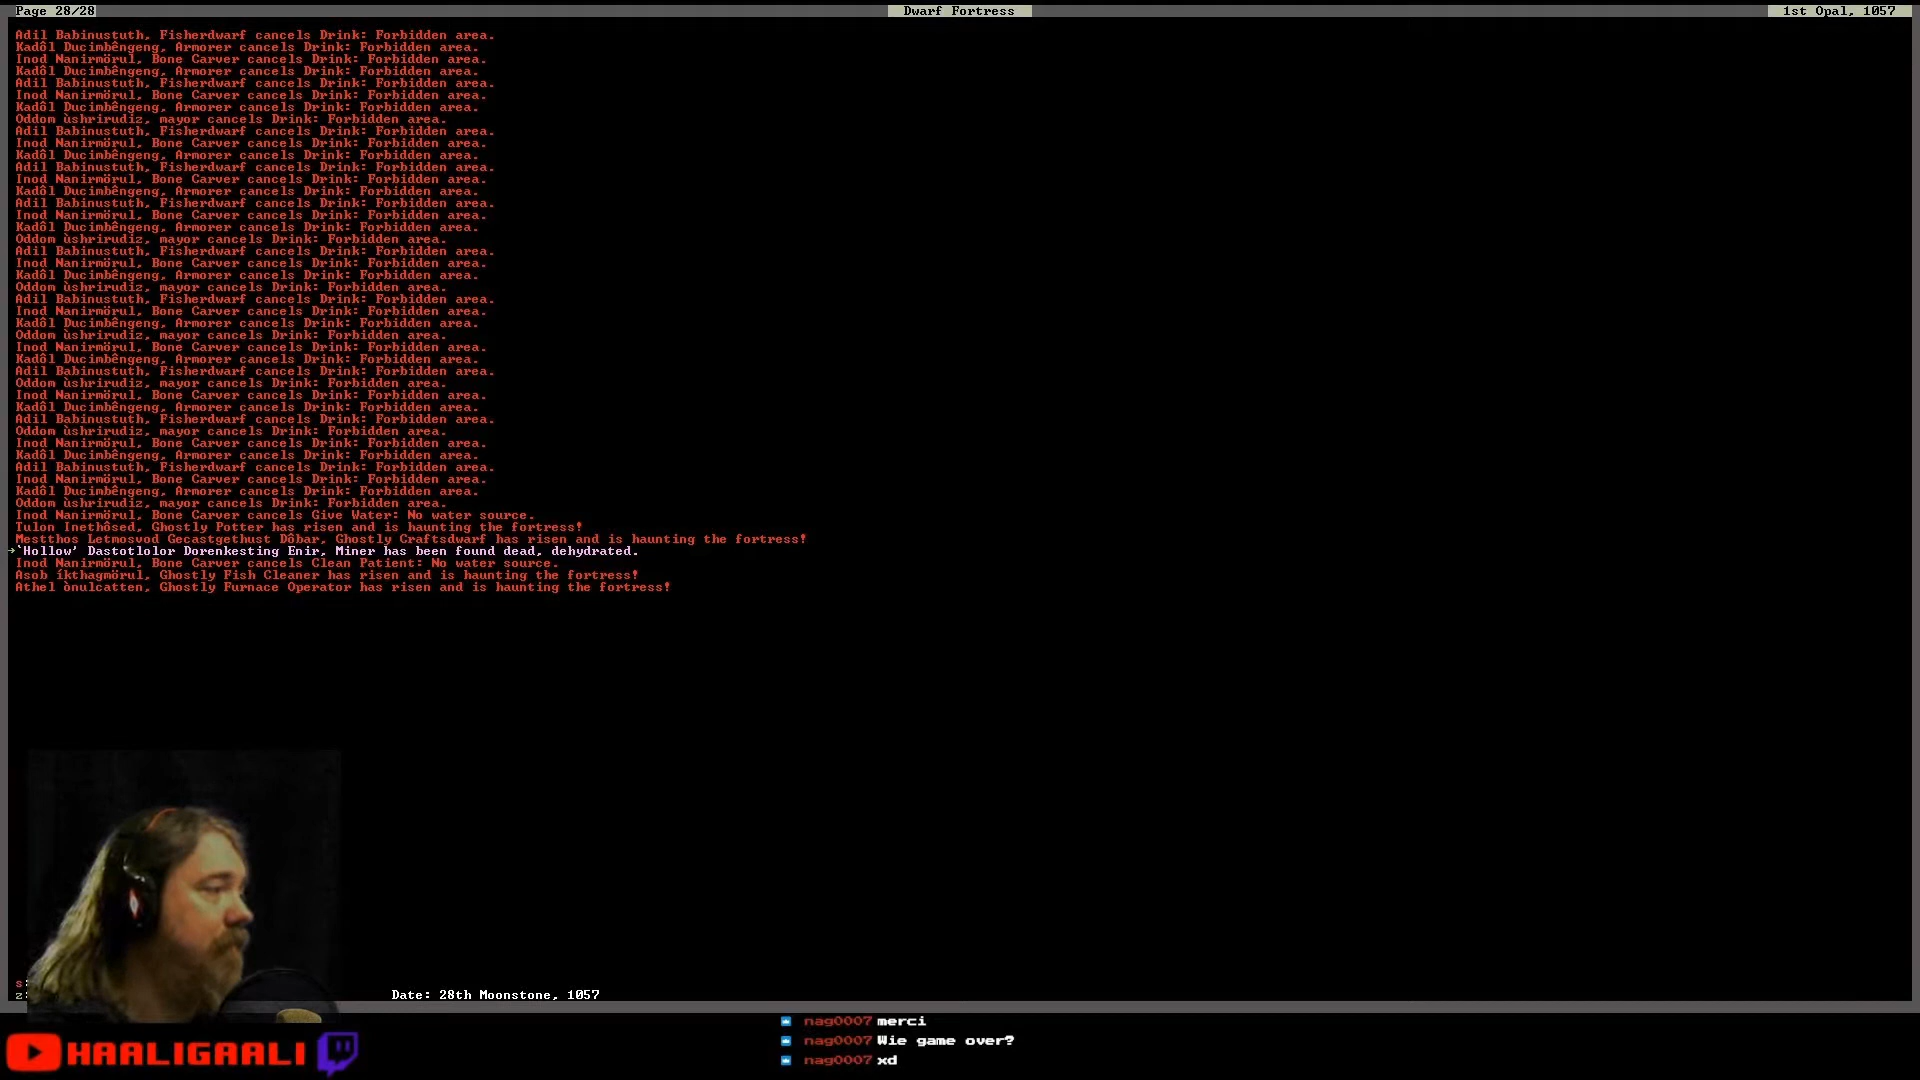 Page 28/28
Dwarf Fortress
1st Opal, 1057
Adil Babinustuth, Fisherdwarf cancels Drink: Forbidden area.
Kadôl Ducimbêngeng, Armorer cancels Drink: Forbidden area.
Inod Nanirmörul, Bone Carver cancels Drink: Forbidden area.
Kadôl Ducimbêngeng, Armorer cancels Drink: Forbidden area.
Adil Babinustuth, Fisherdwarf cancels Drink: Forbidden area.
Inod Nanirmörul, Bone Carver cancels Drink: Forbidden area.
Kadôl Ducimbêngeng, Armorer cancels Drink: Forbidden area.
Oddom ùshrirudiz, mayor cancels Drink: Forbidden area.
Adil Babinustuth, Fisherdwarf cancels Drink: Forbidden area.
Inod Nanirmörul, Bone Carver cancels Drink: Forbidden area.
Kadôl Ducimbêngeng, Armorer cancels Drink: Forbidden area.
Adil Babinustuth, Fisherdwarf cancels Drink: Forbidden area.
Inod Nanirmörul, Bone Carver cancels Drink: Forbidden area.
Kadôl Ducimbêngeng, Armorer cancels Drink: Forbidden area.
Adil Babinustuth, Fisherdwarf cancels Drink: Forbidden area.
Inod Nanirmörul, Bone Carver cancels Drink: Forbidden area.
Kadôl Ducimbêngeng, Armorer cancels Drink: Forbidden area.
Oddom ùshrirudiz, mayor cancels Drink: Forbidden area.
Adil Babinustuth, Fisherdwarf cancels Drink: Forbidden area.
Inod Nanirmörul, Bone Carver cancels Drink: Forbidden area.
Kadôl Ducimbêngeng, Armorer cancels Drink: Forbidden area.
Oddom ùshrirudiz, mayor cancels Drink: Forbidden area.
Adil Babinustuth, Fisherdwarf cancels Drink: Forbidden area.
Inod Nanirmörul, Bone Carver cancels Drink: Forbidden area.
Kadôl Ducimbêngeng, Armorer cancels Drink: Forbidden area.
Oddom ùshrirudiz, mayor cancels Drink: Forbidden area.
Inod Nanirmörul, Bone Carver cancels Drink: Forbidden area.
Kadôl Ducimbêngeng, Armorer cancels Drink: Forbidden area.
Adil Babinustuth, Fisherdwarf cancels Drink: Forbidden area.
Oddom ùshrirudiz, mayor cancels Drink: Forbidden area.
Inod Nanirmörul, Bone Carver cancels Drink: Forbidden area.
Kadôl Ducimbêngeng, Armorer cancels Drink: Forbidden area.
Adil Babinustuth, Fisherdwarf cancels Drink: Forbidden area.
Oddom ùshrirudiz, mayor cancels Drink: Forbidden area.
Inod Nanirmörul, Bone Carver cancels Drink: Forbidden area.
Kadôl Ducimbêngeng, Armorer cancels Drink: Forbidden area.
Adil Babinustuth, Fisherdwarf cancels Drink: Forbidden area.
Inod Nanirmörul, Bone Carver cancels Drink: Forbidden area.
Kadôl Ducimbêngeng, Armorer cancels Drink: Forbidden area.
Oddom ùshrirudiz, mayor cancels Drink: Forbidden area.
Inod Nanirmörul, Bone Carver cancels Give Water: No water source.
Tulon Inethôsed, Ghostly Potter has risen and is haunting the fortress!
Mestthos Letmosvod Gecastgethust Dôbar, Ghostly Craftsdwarf has risen and is haunting the fortress!
`Hollow' Dastotlolor Dorenkesting Enir, Miner has been found dead, dehydrated.
Inod Nanirmörul, Bone Carver cancels Clean Patient: No water source.
Asob íkthagmörul, Ghostly Fish Cleaner has risen and is haunting the fortress!
Athel ònulcatten, Ghostly Furnace Operator has risen and is haunting the fortress!
s:
z:
Date: 28th Moonstone, 1057
HAALIGAALI
nag0007 merci
nag0007 Wie game over?
nag0007 xd